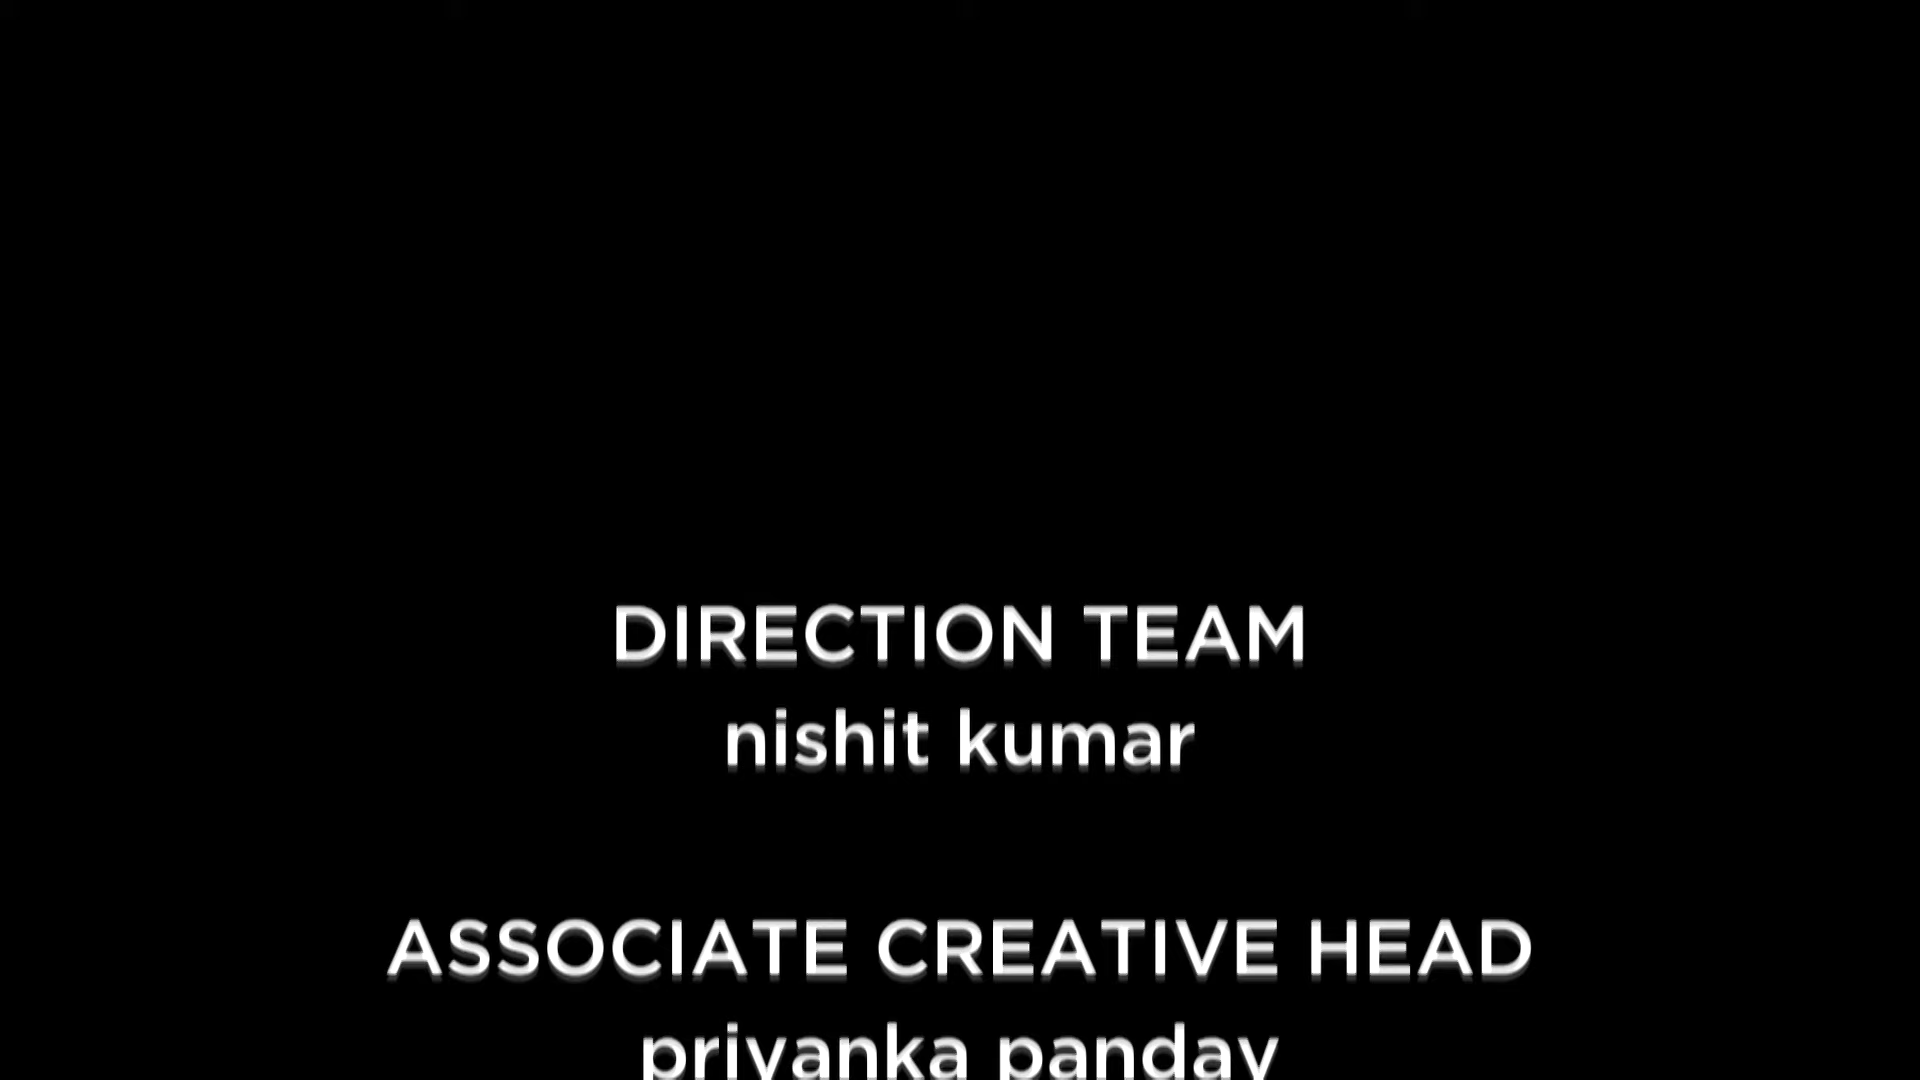 DIRECTION TEAM
nishit kumar
ASSOCIATE CREATIVE HEAD
priyanka panday